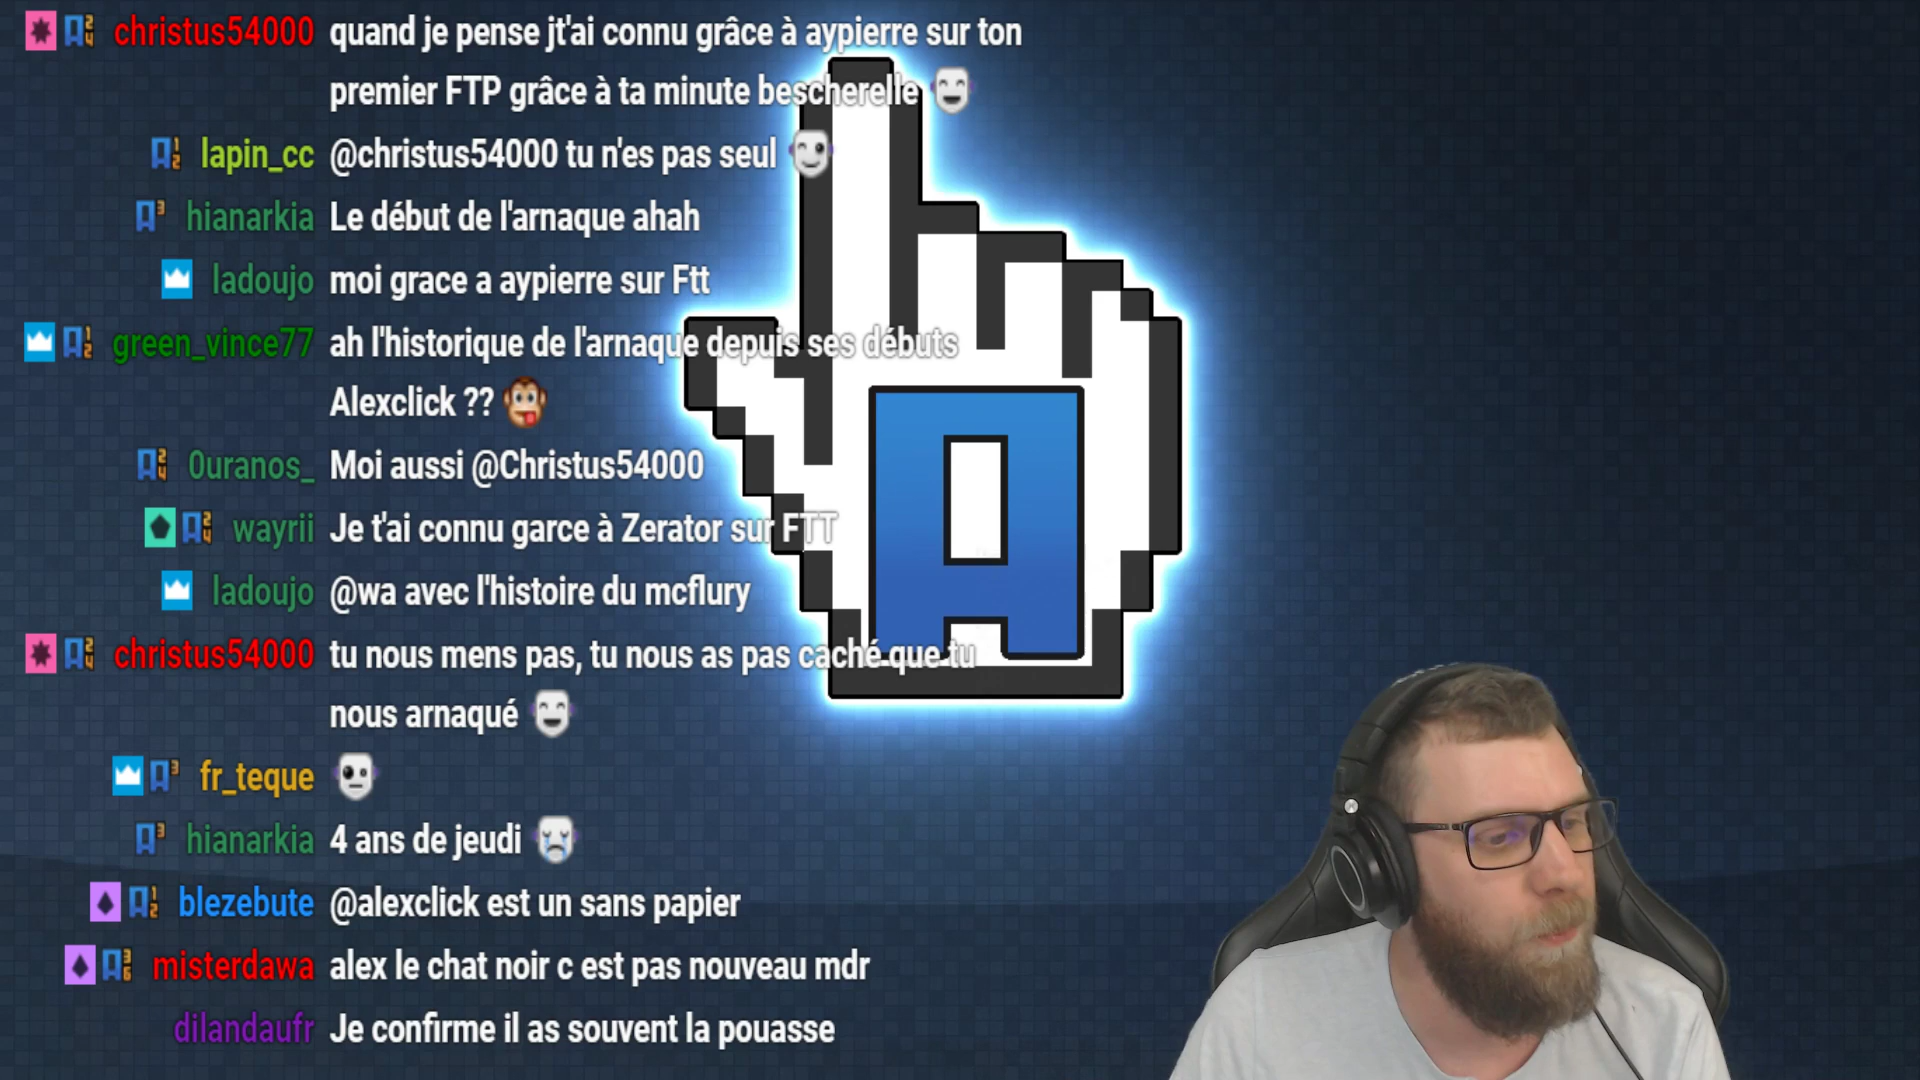 christus54000 quand je pense jt'ai connu grâce à aypierre sur ton
premier FTP grâce à ta minute bescherelle
lapin_cc @christus54000 tu n'es pas seul
hianarkia Le début de l'arnaque ahah
ladoujo moi grace a aypierre sur Ftt
green_vince77 ah l'historique de l'arnaque depuis ses débuts
Alexclick ??
0uranos_ Moi aussi @Christus54000
wayrii Je t'ai connu garce à Zerator sur FTT
ladoujo @wa avec l'histoire du mcflury
christus54000 tu nous mens pas, tu nous as pas caché que tu
nous arnaqué
fr_teque
hianarkia 4 ans de jeudi
blezebute @alexclick est un sans papier
misterdawa alex le chat noir c est pas nouveau mdr
dilandaufr Je confirme il as souvent la pouasse
A